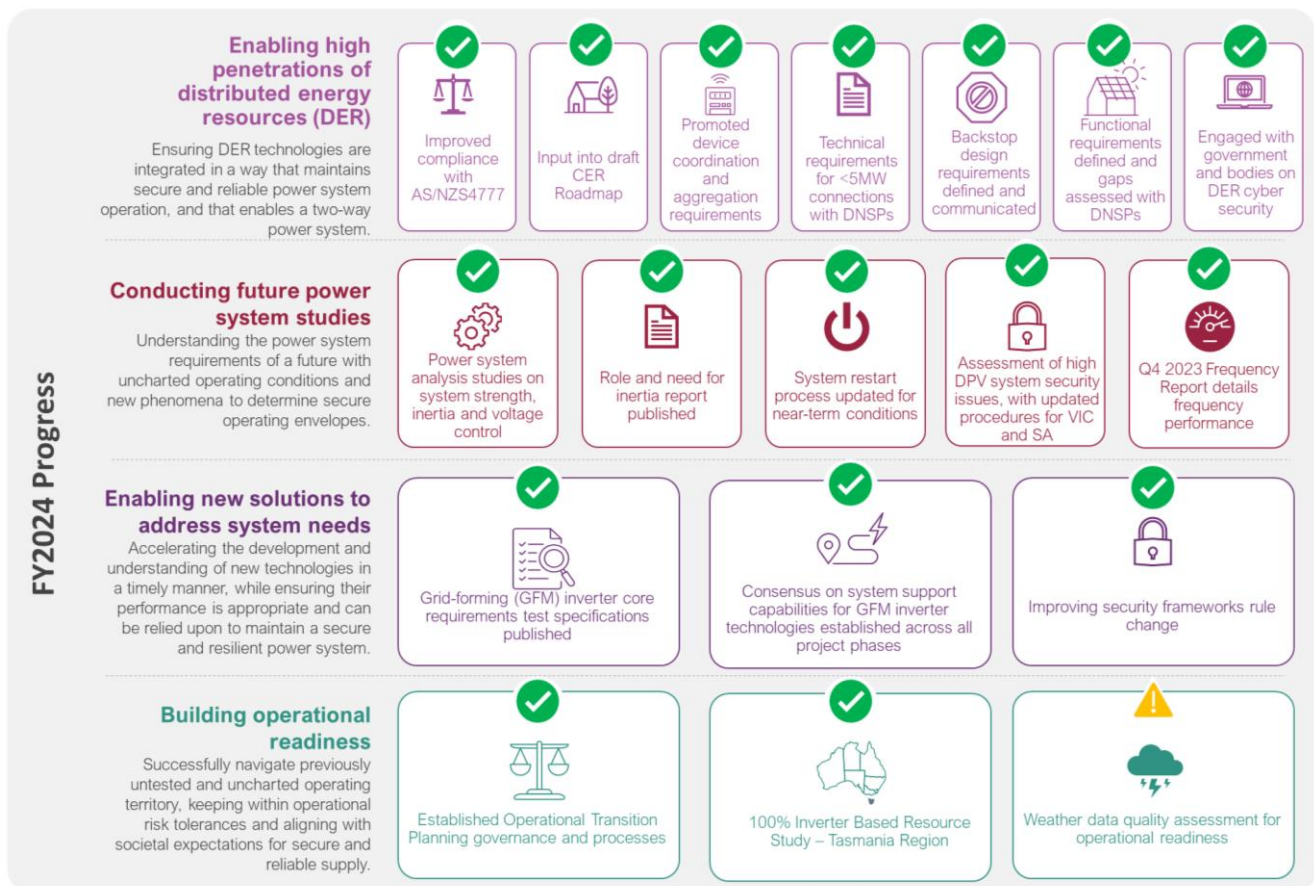 FY2024 Progress
Enabling high
penetrations of
distributed energy
resources (DER)
Ensuring DER technologies are
integrated in a way that maintains
secure and reliable power system
operation, and that enables a two-way
power system.
Improved
compliance
with
AS/NZS4777
Input into draft
CER
Roadmap
Promoted
device
coordination
and
aggregation
requirements
Technical
requirements
for <5MW
connections
with DNSPs
Backstop
design
requirements
defined and
communicated
Functional
requirements
defined and
gaps
assessed with
DNSPs
Engaged with
government
and bodies on
DER cyber
security
Conducting future power
system studies
Understanding the power system
requirements of a future with
uncharted operating conditions and
new phenomena to determine secure
operating envelopes.
Power system
analysis studies on
system strength,
inertia and voltage
control
Role and need for
inertia report
published
System restart
process updated for
near-term conditions
Assessment of high
DPV system security
issues, with updated
procedures for VIC
and SA
Q4 2023 Frequency
Report details
frequency
performance
Enabling new solutions to
address system needs
Accelerating the development and
understanding of new technologies in
a timely manner, while ensuring their
performance is appropriate and can
be relied upon to maintain a secure
and resilient power system.
Grid-forming (GFM) inverter core
requirements test specifications
published
Consensus on system support
capabilities for GFM inverter
technologies established across all
project phases
Improving security frameworks rule
change
Building operational
readiness
Successfully navigate previously
untested and uncharted operating
territory, keeping within operational
risk tolerances and aligning with
societal expectations for secure and
reliable supply.
Established Operational Transition
Planning governance and processes
100% Inverter Based Resource
Study – Tasmania Region
Weather data quality assessment for
operational readiness